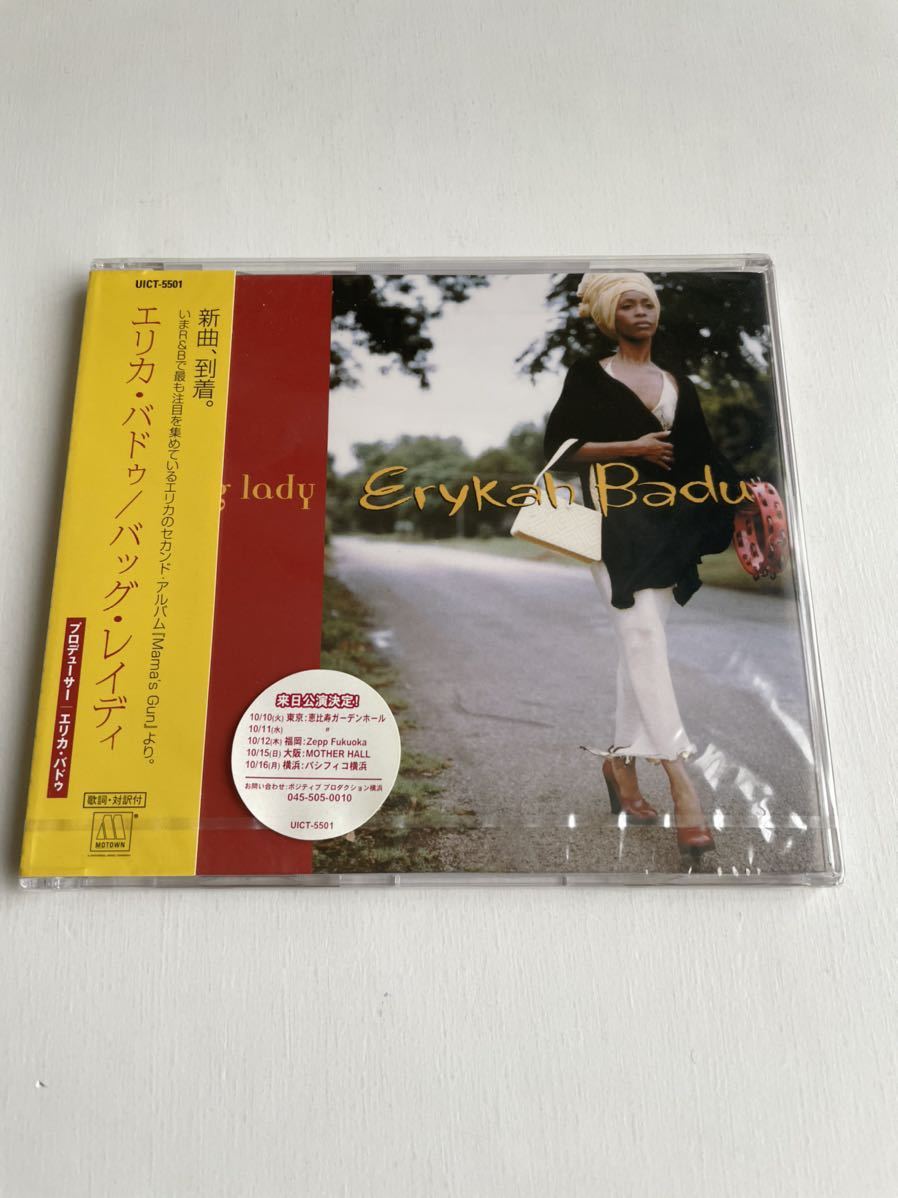 UICT-5501
新曲、到着。
いまR&Bで最も注目を集めているエリカのセカンド・アルバム『Mama's Gun』より。
エリカ・バドゥ/バッグ・レイディ
プロデューサー|エリカ・バドゥ
歌詞・対訳付
MOTOWN
g lady
Erykah Badu
来日公演決定!
10/10(火) 東京:恵比寿ガーデンホール
10/11(水) 〃
10/12(木) 福岡:Zepp Fukuoka
10/15(日) 大阪:MOTHER HALL
10/16(月) 横浜:パシフィコ横浜
お問い合わせ:ポジティブ プロダクション横浜
045-505-0010
UICT-5501